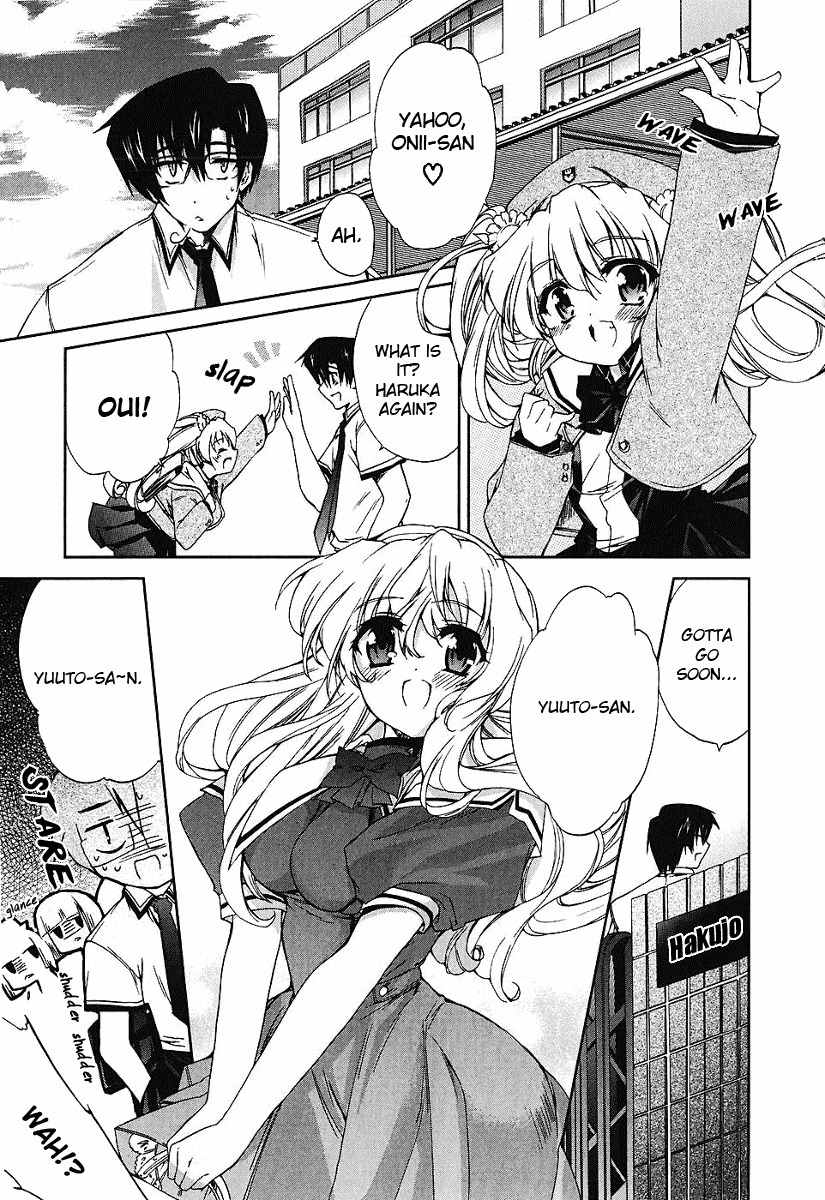 WAVE
WAVE
YAHOO,
ONII-SAN
♡
AH.
WHAT IS
IT?
HARUKA
AGAIN?
slap
OUI!
GOTTA
GO
SOON...
Hakujo
YUUTO-SAN.
YUUTO-SA~N.
STARE
glance
shudder
shudder
WAH!?